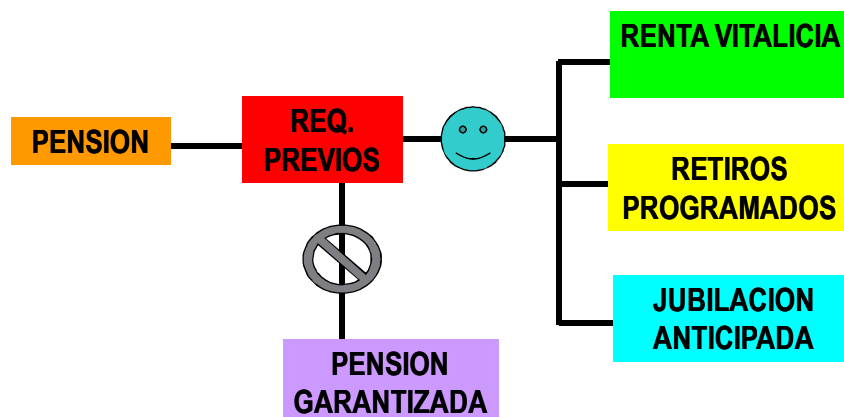 PENSION
REQ.
PREVIOS
RENTA VITALICIA
RETIROS
PROGRAMADOS
JUBILACION
ANTICIPADA
PENSION
GARANTIZADA